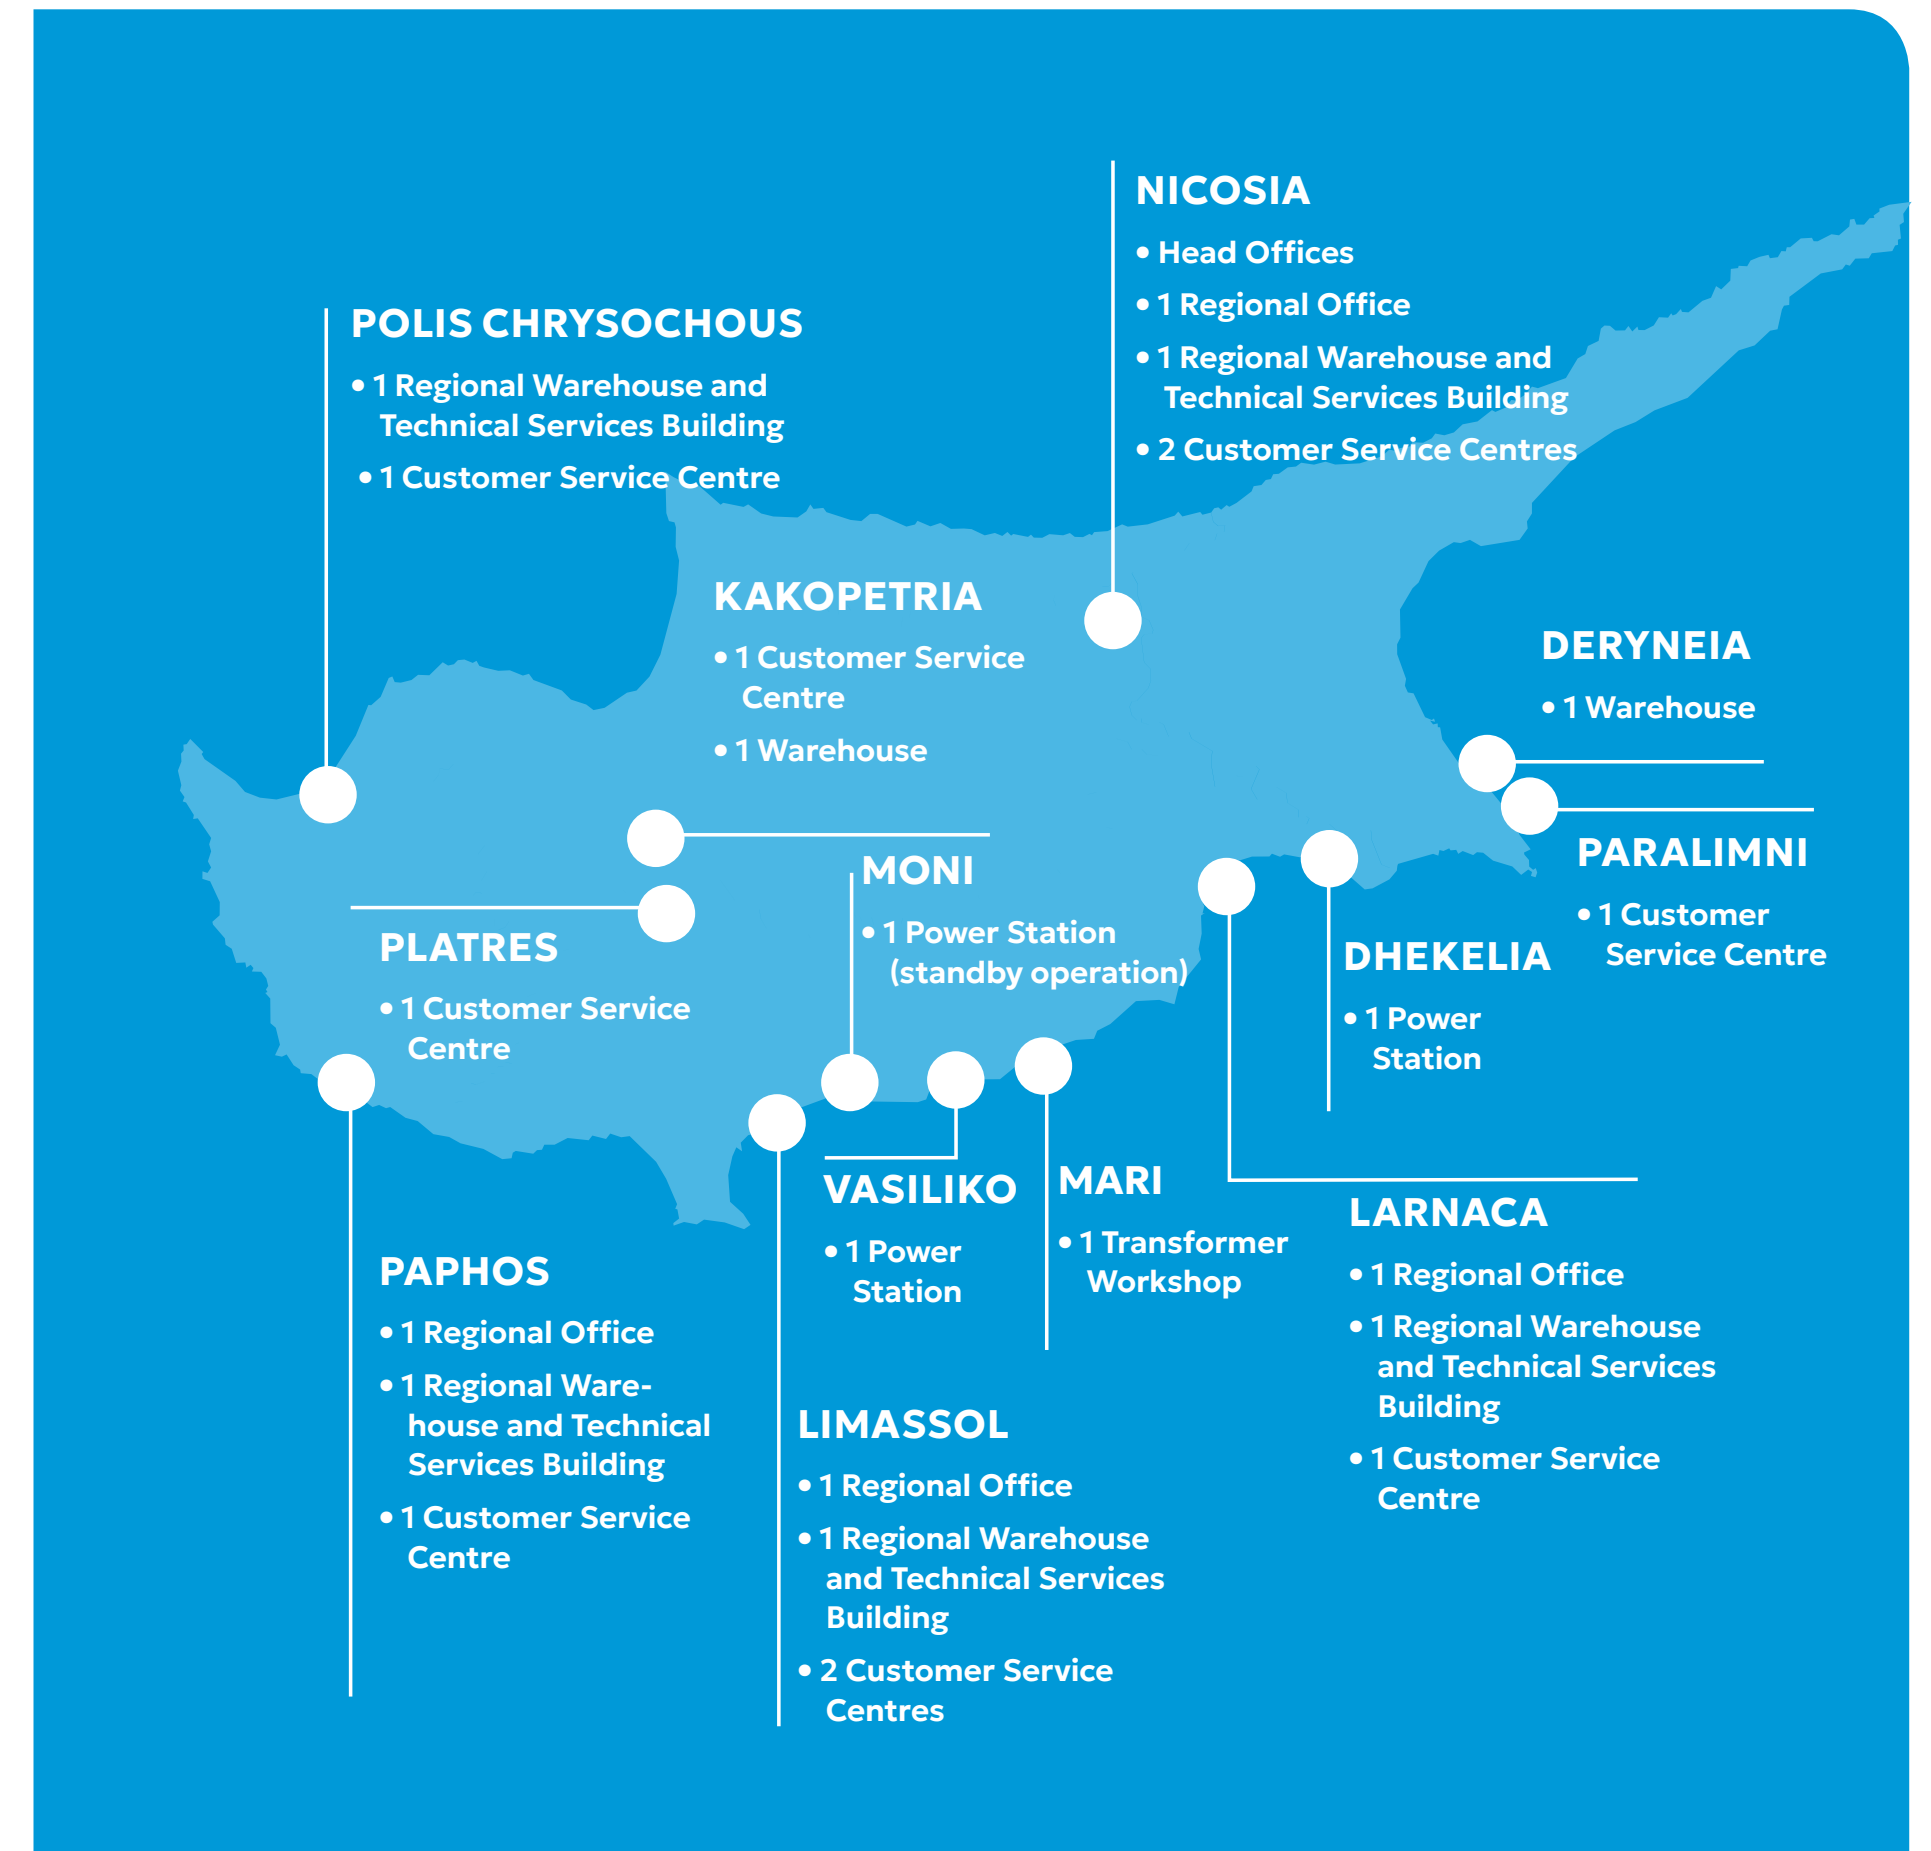 NICOSIA
• Head Offices
• 1 Regional Office
• 1 Regional Warehouse and
Technical Services Building
• 2 Customer Service Centres
POLIS CHRYSOCHOUS
• 1 Regional Warehouse and
Technical Services Building
• 1 Customer Service Centre
KAKOPETRIA
• 1 Customer Service
Centre
• 1 Warehouse
DERYNEIA
• 1 Warehouse
PARALIMNI
• 1 Customer
Service Centre
MONI
• 1 Power Station
(standby operation)
PLATRES
• 1 Customer Service
Centre
DHEKELIA
• 1 Power
Station
VASILIKO
• 1 Power
Station
MARI
• 1 Transformer
Workshop
LARNACA
• 1 Regional Office
• 1 Regional Warehouse
and Technical Services
Building
• 1 Customer Service
Centre
PAPHOS
• 1 Regional Office
• 1 Regional Ware-
house and Technical
Services Building
• 1 Customer Service
Centre
LIMASSOL
• 1 Regional Office
• 1 Regional Warehouse
and Technical Services
Building
• 2 Customer Service
Centres